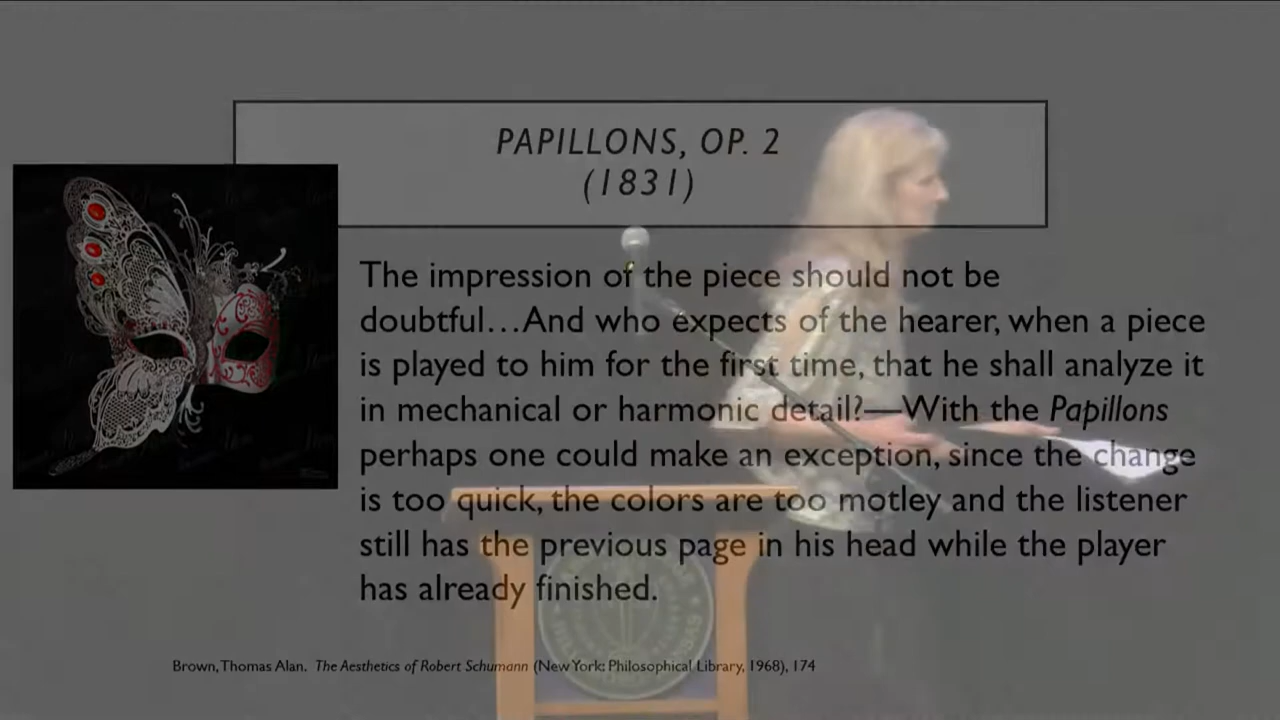 PAPILLONS, OP. 2
(1831)
The impression of the piece should not be
doubtful…And who expects of the hearer, when a piece
is played to him for the first time, that he shall analyze it
in mechanical or harmonic detail?—With the Papillons
perhaps one could make an exception, since the change
is too quick, the colors are too motley and the listener
still has the previous page in his head while the player
has already finished.
Brown, Thomas Alan. The Aesthetics of Robert Schumann (New York: Philosophical Library, 1968), 174